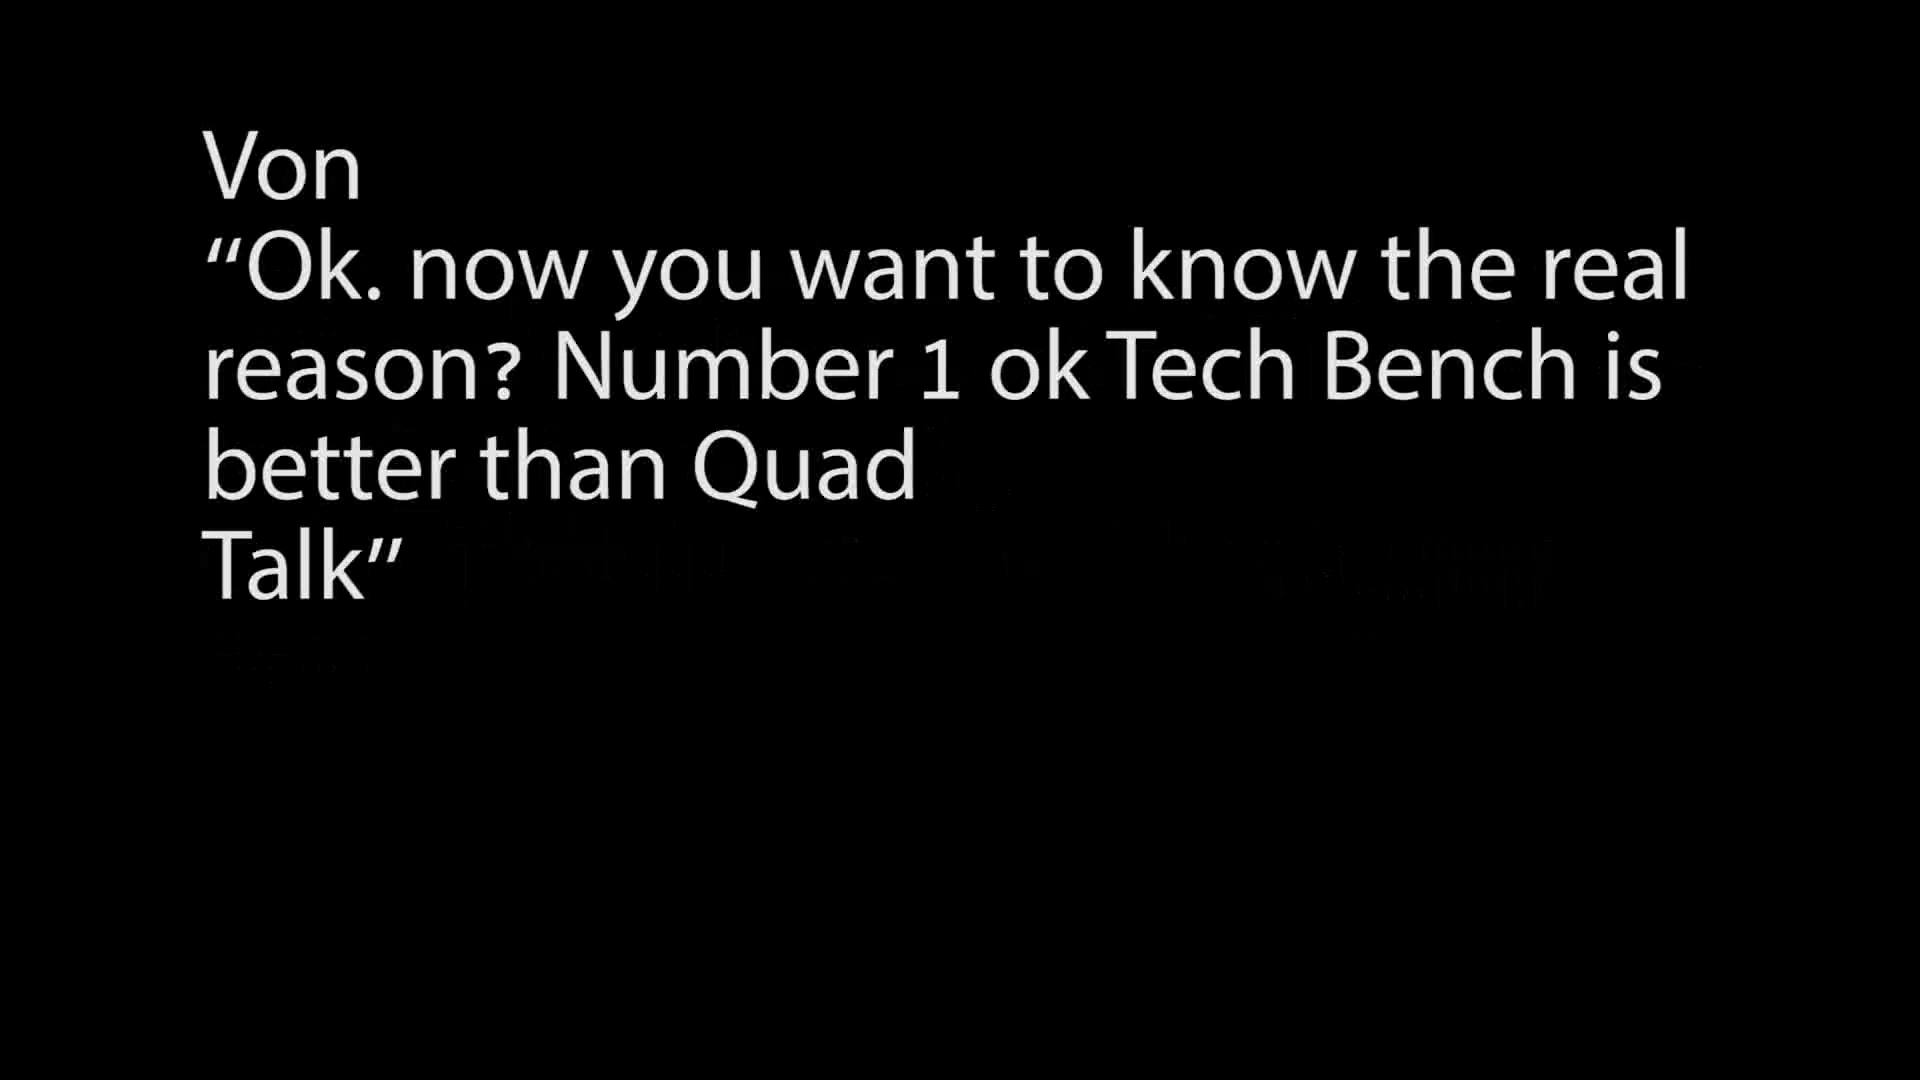 Von
“Ok. now you want to know the real
reason? Number 1 ok Tech Bench is
better than Quad
Talk”